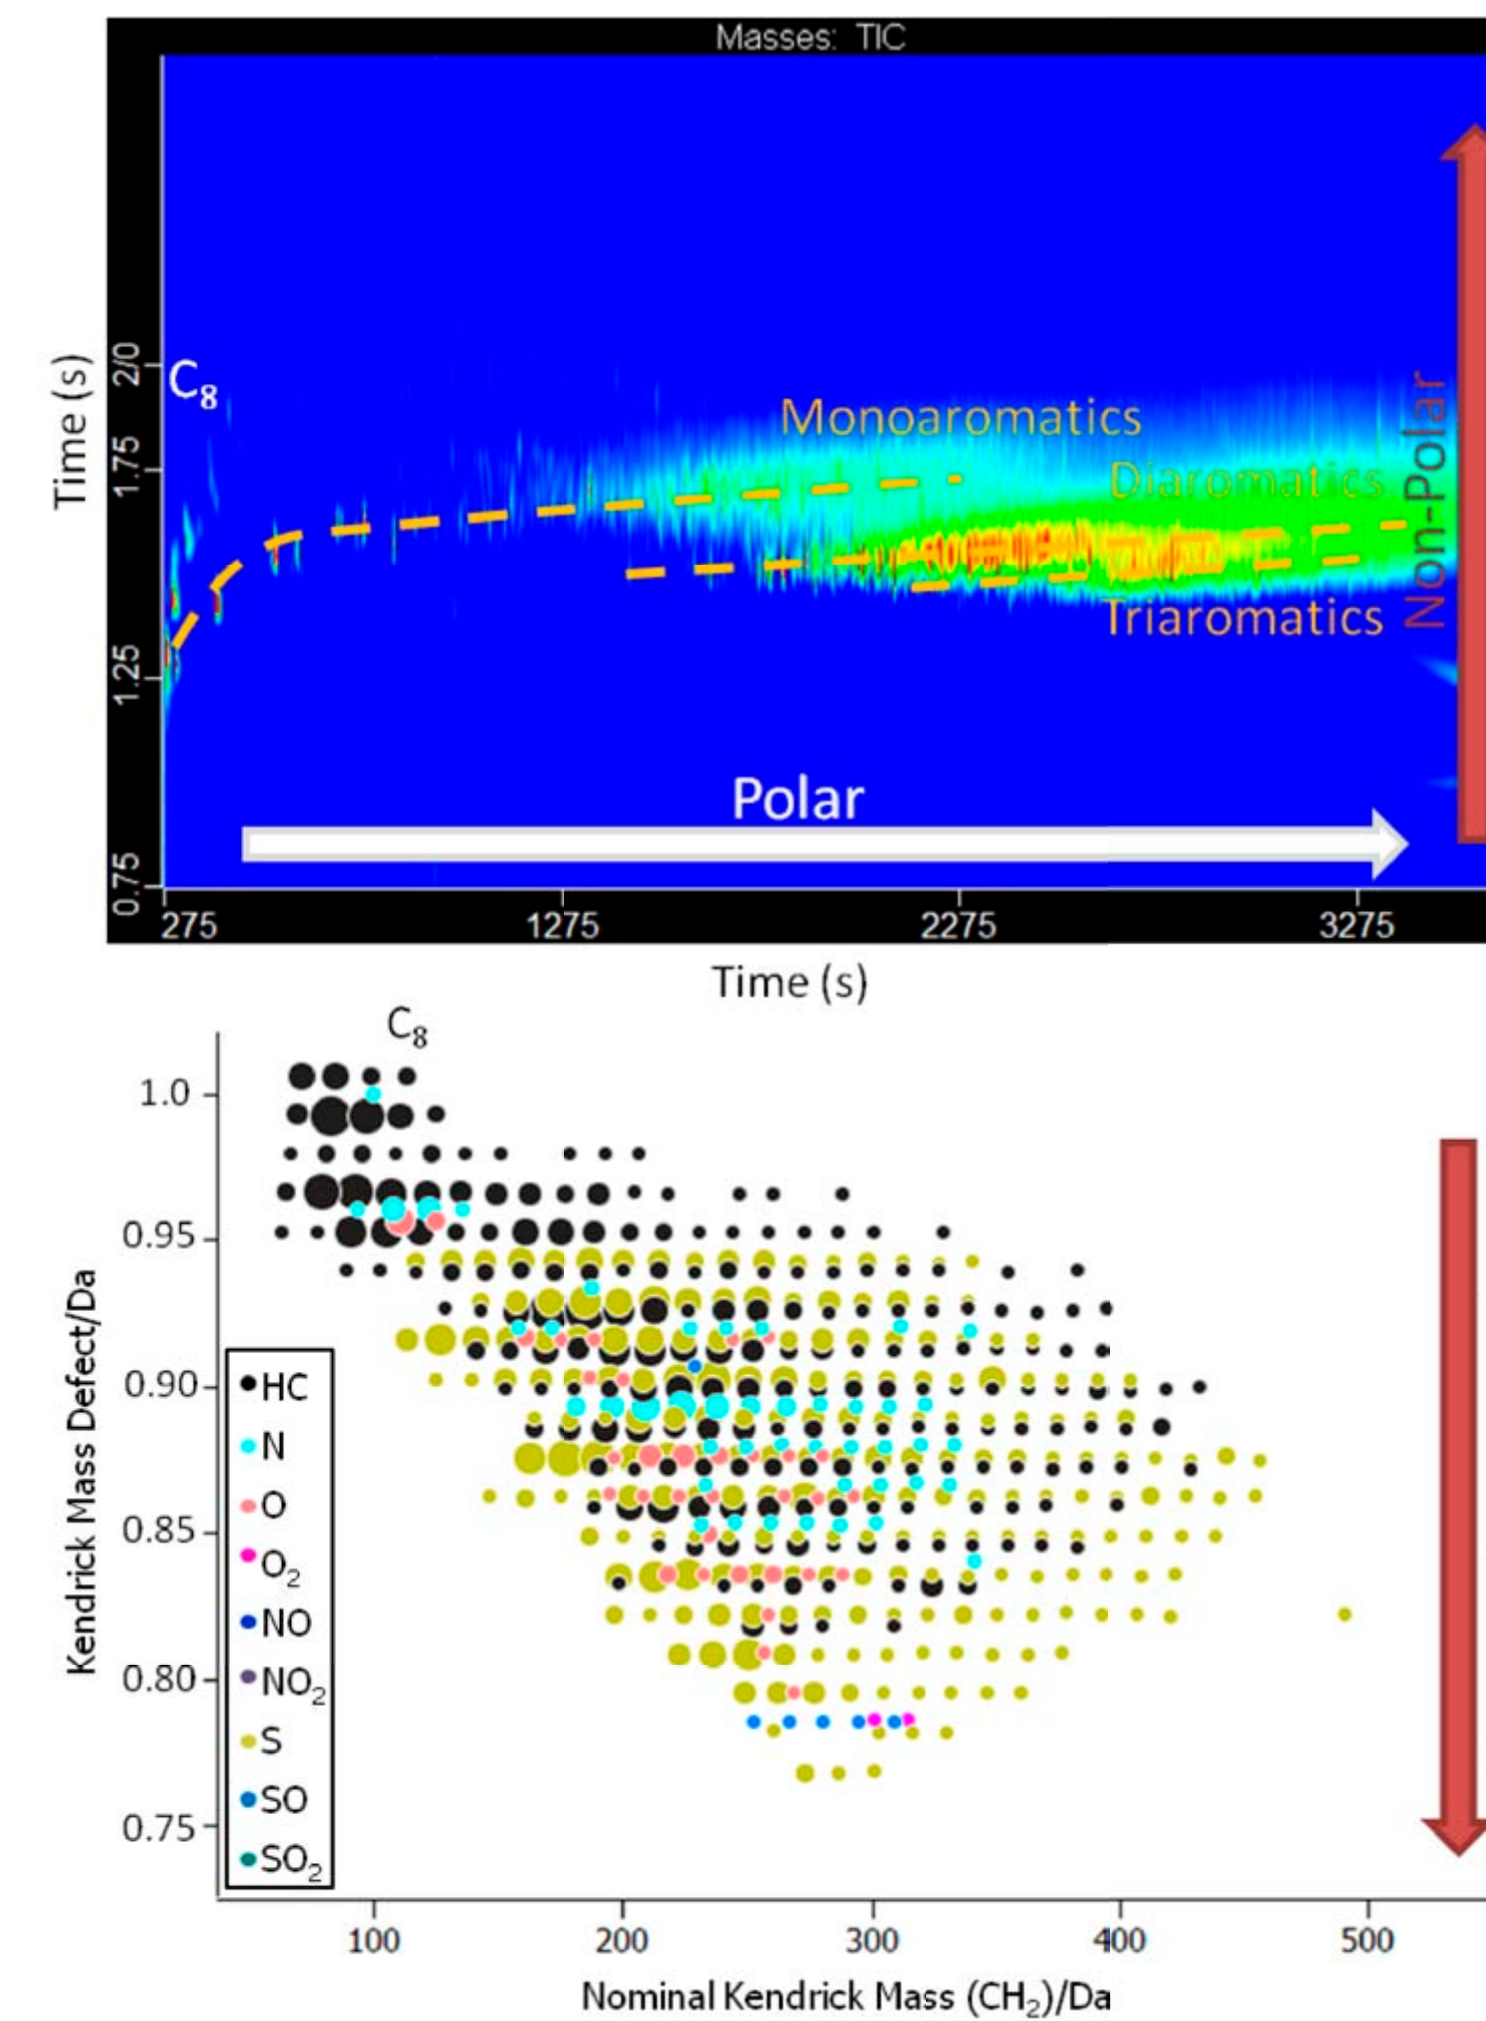 Masses: TIC
Time (s)
2/0
1.75
1.25
0.75
C₈
Monoaromatics
Diaromatics
Triaromatics
Non-Polar
Polar
275 1275 2275 3275
Time (s)
C₈
Kendrick Mass Defect/Da
1.0
0.95
0.90
0.85
0.80
0.75
HC
N
O
O₂
NO
NO₂
S
SO
SO₂
100 200 300 400 500
Nominal Kendrick Mass (CH₂)/Da